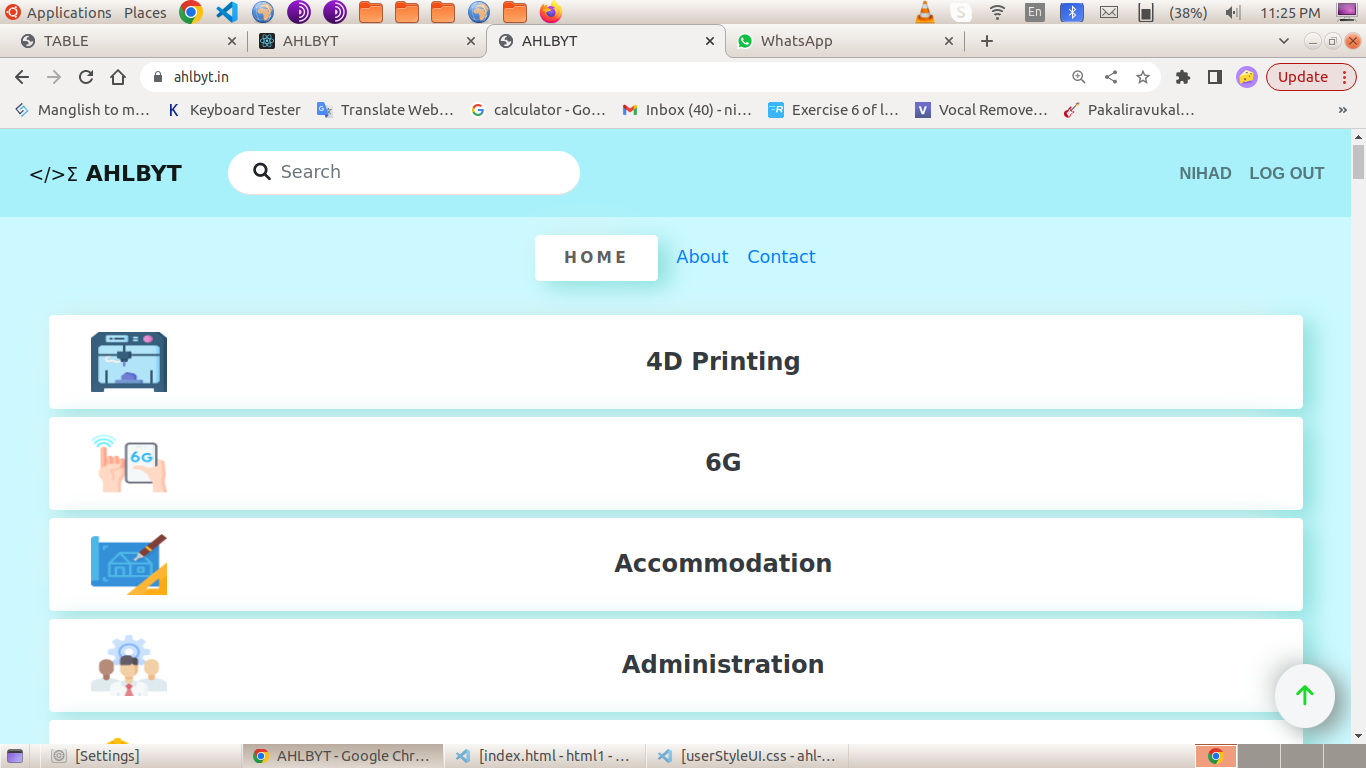 Applications Places En (38%) 11:25 PM
TABLE AHLBYT AHLBYT WhatsApp
ahlbyt.in Update
Manglish to m... Keyboard Tester Translate Web... calculator - Go... Inbox (40) - ni... Exercise 6 of l... Vocal Remove... Pakaliravukal... »
</>Σ AHLBYT Search NIHAD LOG OUT
HOME About Contact
4D Printing
6G
6G
Accommodation
Administration
[Settings] AHLBYT - Google Chr... [index.html - html1 - ... [userStyleUI.css - ahl-...